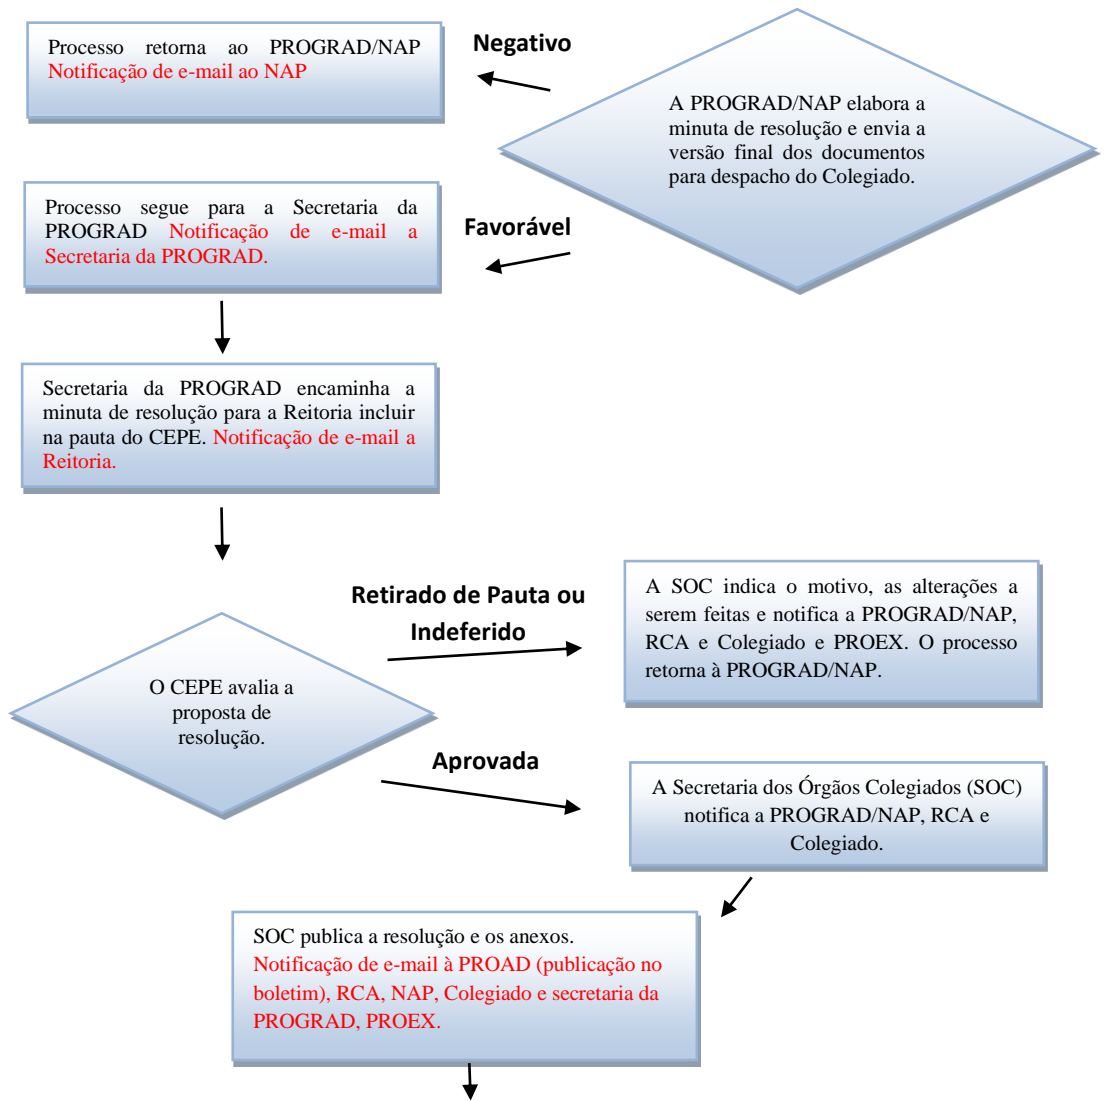 Processo retorna ao PROGRAD/NAP
Notificação de e-mail ao NAP
Negativo
A PROGRAD/NAP elabora a
minuta de resolução e envia a
versão final dos documentos
para despacho do Colegiado.
Processo segue para a Secretaria da
PROGRAD Notificação de e-mail a
Secretaria da PROGRAD.
Favorável
Secretaria da PROGRAD encaminha a
minuta de resolução para a Reitoria incluir
na pauta do CEPE. Notificação de e-mail a
Reitoria.
Retirado de Pauta ou
Indeferido
A SOC indica o motivo, as alterações a
serem feitas e notifica a PROGRAD/NAP,
RCA e Colegiado e PROEX. O processo
retorna à PROGRAD/NAP.
O CEPE avalia a
proposta de
resolução.
Aprovada
A Secretaria dos Órgãos Colegiados (SOC)
notifica a PROGRAD/NAP, RCA e
Colegiado.
SOC publica a resolução e os anexos.
Notificação de e-mail à PROAD (publicação no
boletim), RCA, NAP, Colegiado e secretaria da
PROGRAD, PROEX.